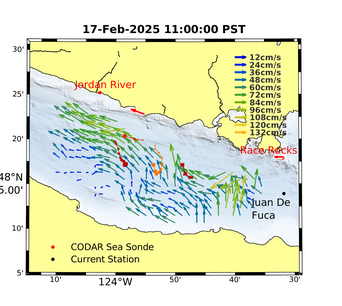 17-Feb-2025 11:00:00 PST
30'
12cm/s
24cm/s
36cm/s
48cm/s
60cm/s
72cm/s
84cm/s
96cm/s
108cm/s
120cm/s
132cm/s
Jordan River
25'
20'
Race Rocks
48°N
15.00'
Juan De
Fuca
10'
CODAR Sea Sonde
Current Station
5'
10'
124°W
50'
40'
30'